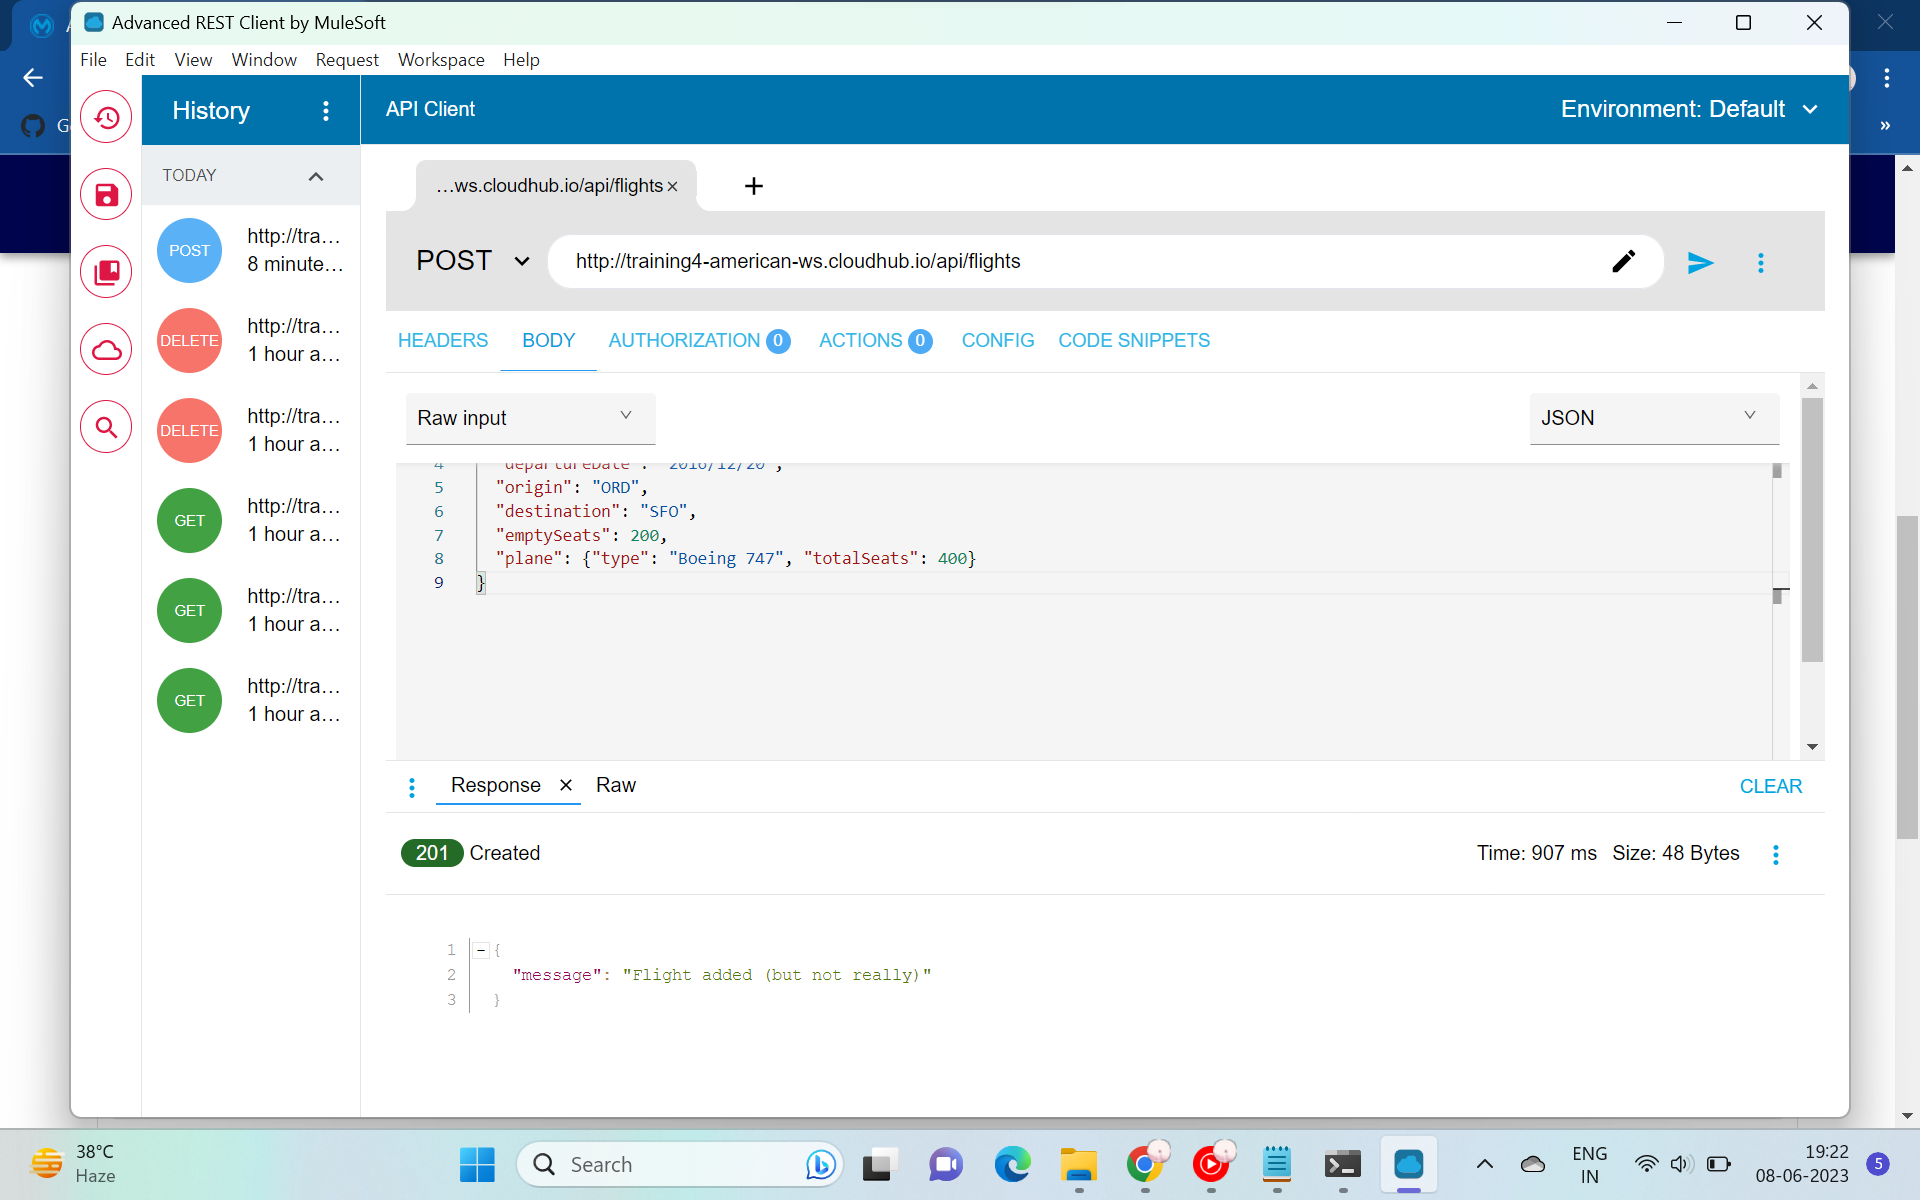 Advanced REST Client by MuleSoft
File Edit View Window Request Workspace Help
History
API Client
Environment: Default
TODAY
...ws.cloudhub.io/api/flights
POST http://tra...
8 minute...
DELETE http://tra...
1 hour a...
DELETE http://tra...
1 hour a...
GET http://tra...
1 hour a...
GET http://tra...
1 hour a...
GET http://tra...
1 hour a...
POST http://training4-american-ws.cloudhub.io/api/flights
HEADERS BODY AUTHORIZATION 0 ACTIONS 0 CONFIG CODE SNIPPETS
Raw input JSON
4 "departureDate": "2016/12/20",
5 "origin": "ORD",
6 "destination": "SFO",
7 "emptySeats": 200,
8 "plane": {"type": "Boeing 747", "totalSeats": 400}
9 }
Response Raw CLEAR
201 Created Time: 907 ms Size: 48 Bytes
1 {
2 "message": "Flight added (but not really)"
3 }
38°C
Haze
Search
ENG
IN
19:22
08-06-2023
5